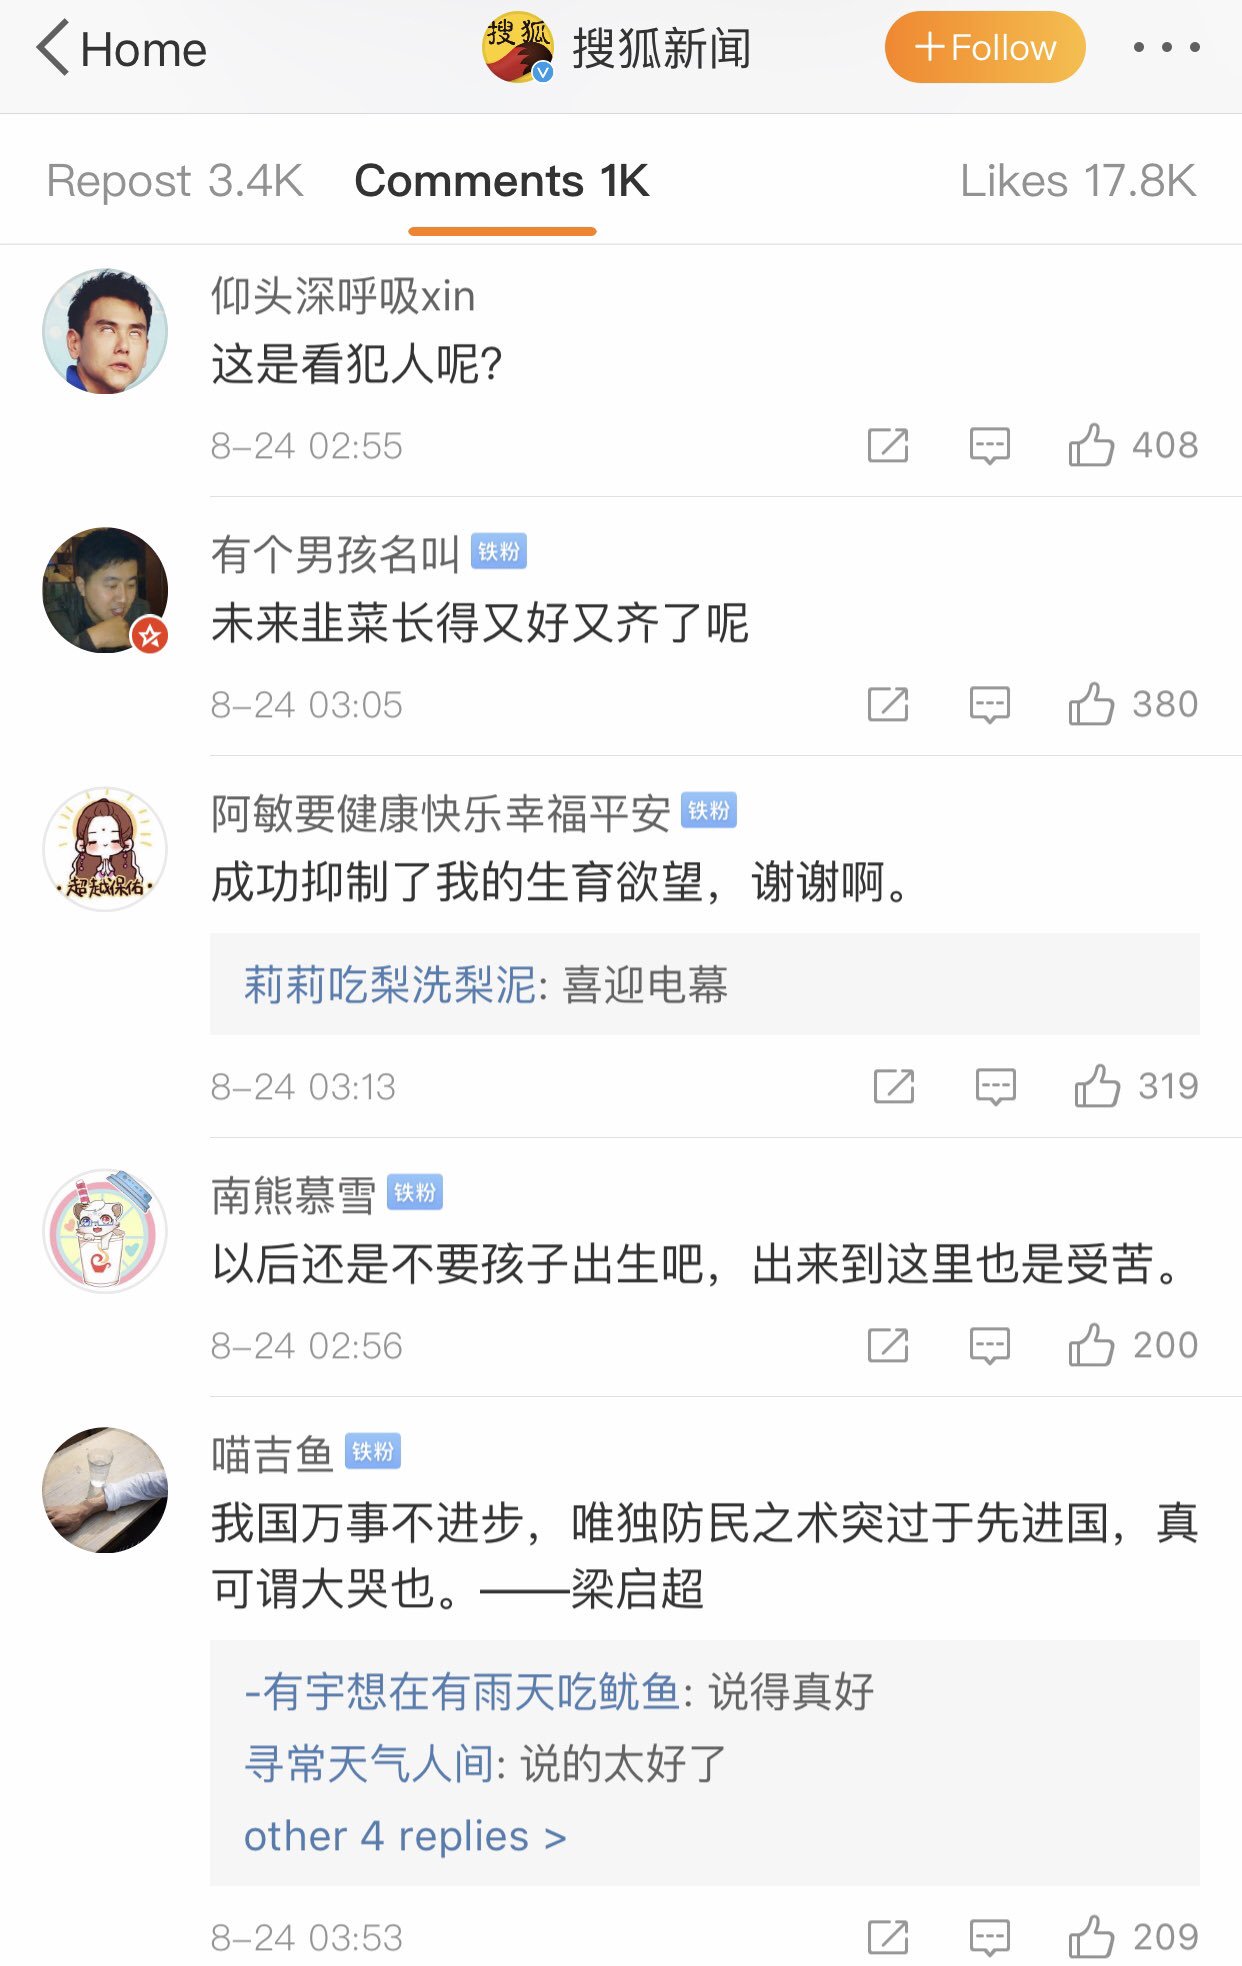 Home
搜狐
搜狐新闻
+Follow
Repost 3.4K
Comments 1K
Likes 17.8K
仰头深呼吸xin
这是看犯人呢?
8-24 02:55
408
有个男孩名叫 铁粉
未来韭菜长得又好又齐了呢
8-24 03:05
380
阿敏要健康快乐幸福平安 铁粉
超越保佑
成功抑制了我的生育欲望，谢谢啊。
莉莉吃梨洗梨泥: 喜迎电幕
8-24 03:13
319
南熊慕雪 铁粉
以后还是不要孩子出生吧，出来到这里也是受苦。
8-24 02:56
200
喵吉鱼 铁粉
我国万事不进步，唯独防民之术突过于先进国，真
可谓大哭也。——梁启超
-有宇想在有雨天吃鱿鱼: 说得真好
寻常天气人间: 说的太好了
other 4 replies >
8-24 03:53
209